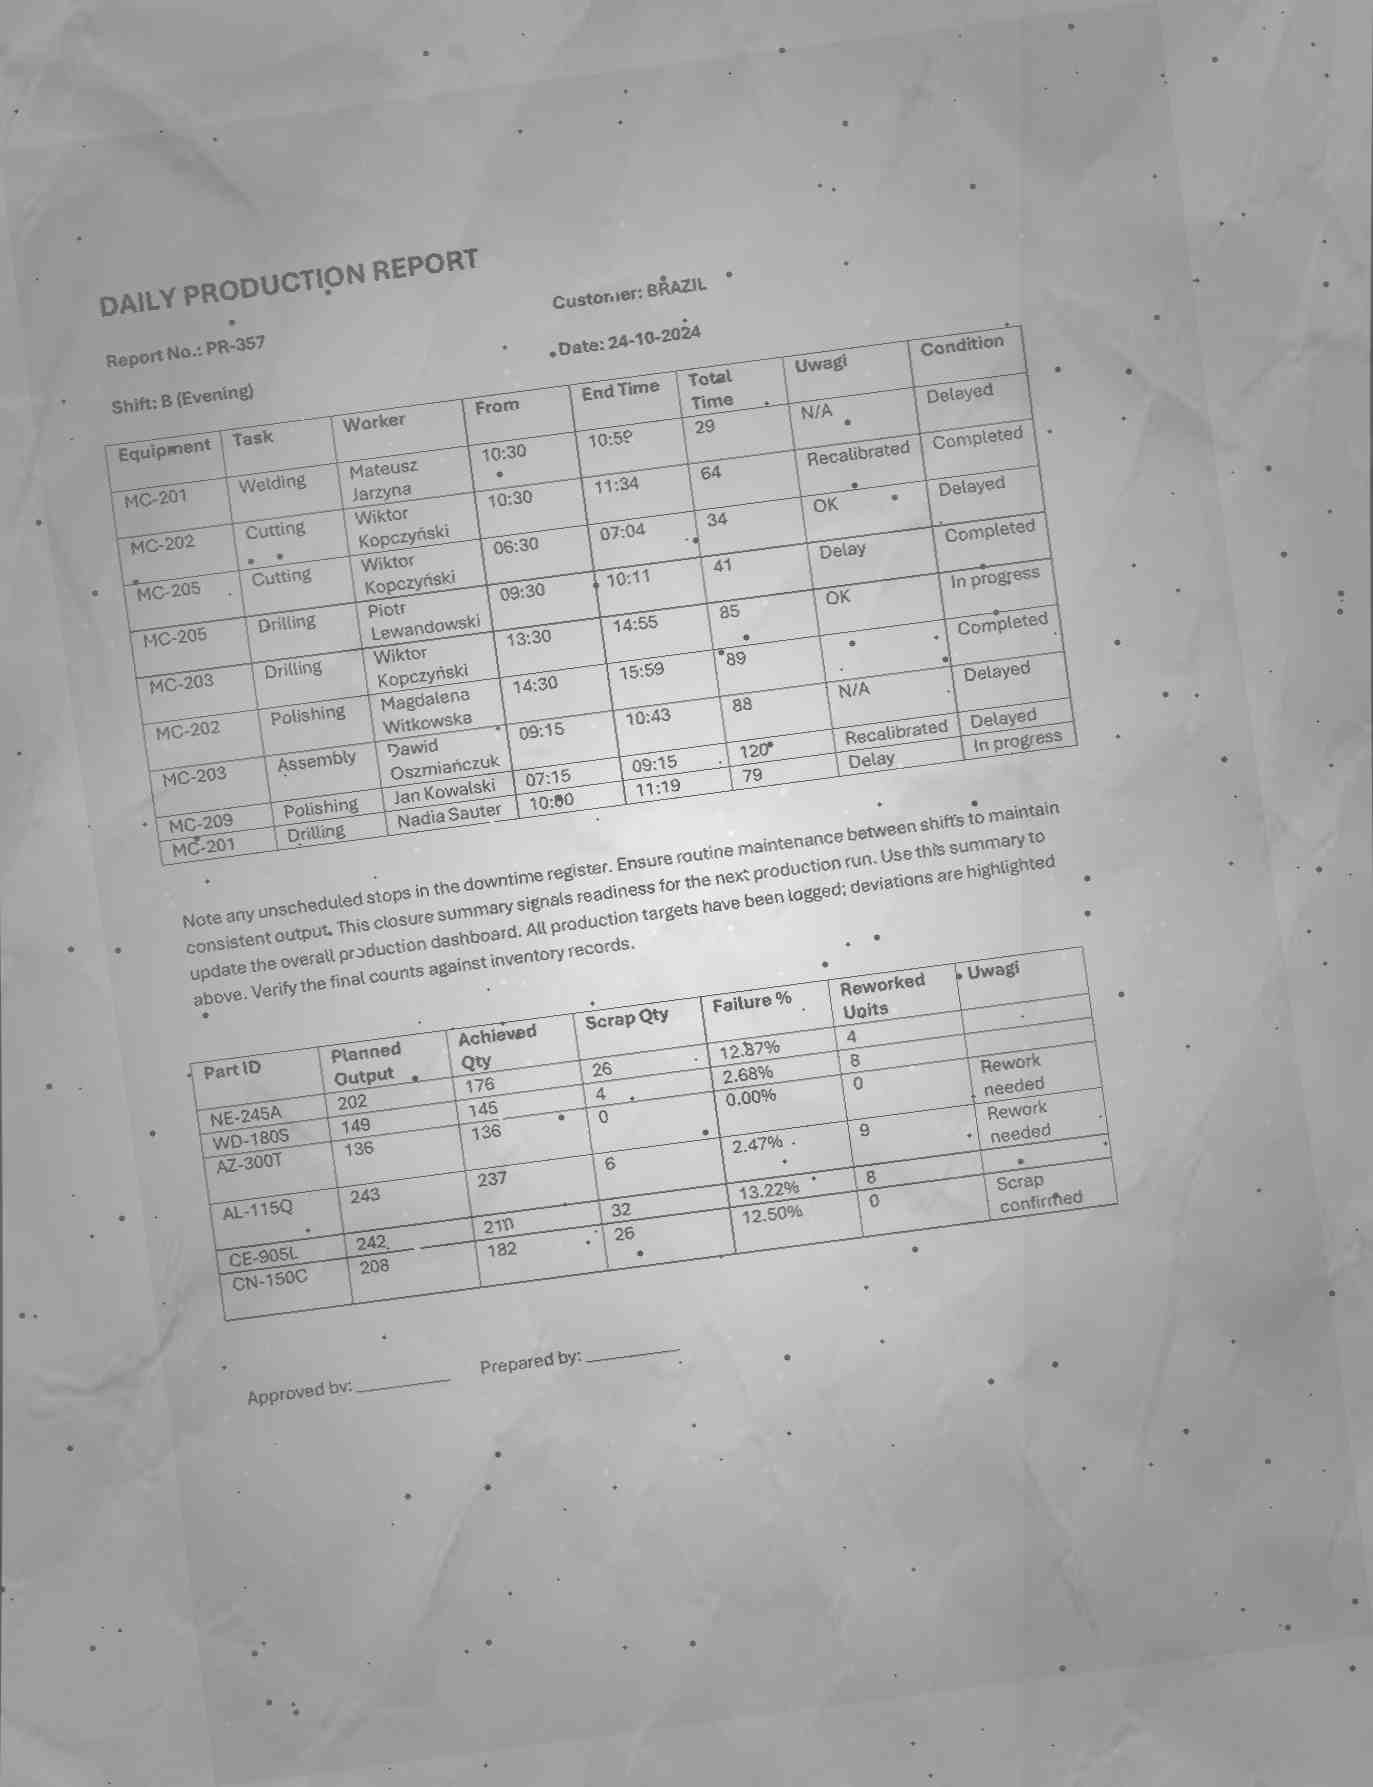 DAILY PRODUCTION REPORT
Customer: BRAZIL
Report No.: PR-357
Date: 24-10-2024
Shift: B (Evening)
Equipment Task Worker From End Time Total Time Uwagi Condition
MC-201 Welding Mateusz Jarzyna 10:30 10:59 29 N/A Delayed
MC-202 Cutting Wiktor Kopczyński 10:30 11:34 64 Recalibrated Completed
MC-205 Cutting Wiktor Kopczyński 06:30 07:04 34 OK Delayed
MC-205 Drilling Piotr Lewandowski 09:30 10:11 41 Delay Completed
MC-203 Drilling Wiktor Kopczyński 13:30 14:55 85 OK In progress
MC-202 Polishing Magdalena Witkowska 14:30 15:59 89 Completed
MC-203 Assembly Dawid Oszmiańczuk 09:15 10:43 88 N/A Delayed
MC-209 Polishing Jan Kowalski 07:15 09:15 120 Recalibrated Delayed
MC-201 Drilling Nadia Sauter 10:00 11:19 79 Delay In progress
Note any unscheduled stops in the downtime register. Ensure routine maintenance between shifts to maintain
consistent output. This closure summary signals readiness for the next production run. Use this summary to
update the overall production dashboard. All production targets have been logged; deviations are highlighted
above. Verify the final counts against inventory records.
Part ID Planned Output Achieved Qty Scrap Qty Failure % Reworked Units Uwagi
NE-245A 202 176 26 12.87% 4
WD-180S 149 145 4 2.68% 8
AZ-300T 136 136 0 0.00% 0 Rework needed
AL-115Q 243 237 6 2.47% 9 Rework needed
CE-905L 242 210 32 13.22% 8
CN-150C 208 182 26 12.50% 0 Scrap confirmed
Approved by: __________ Prepared by: __________